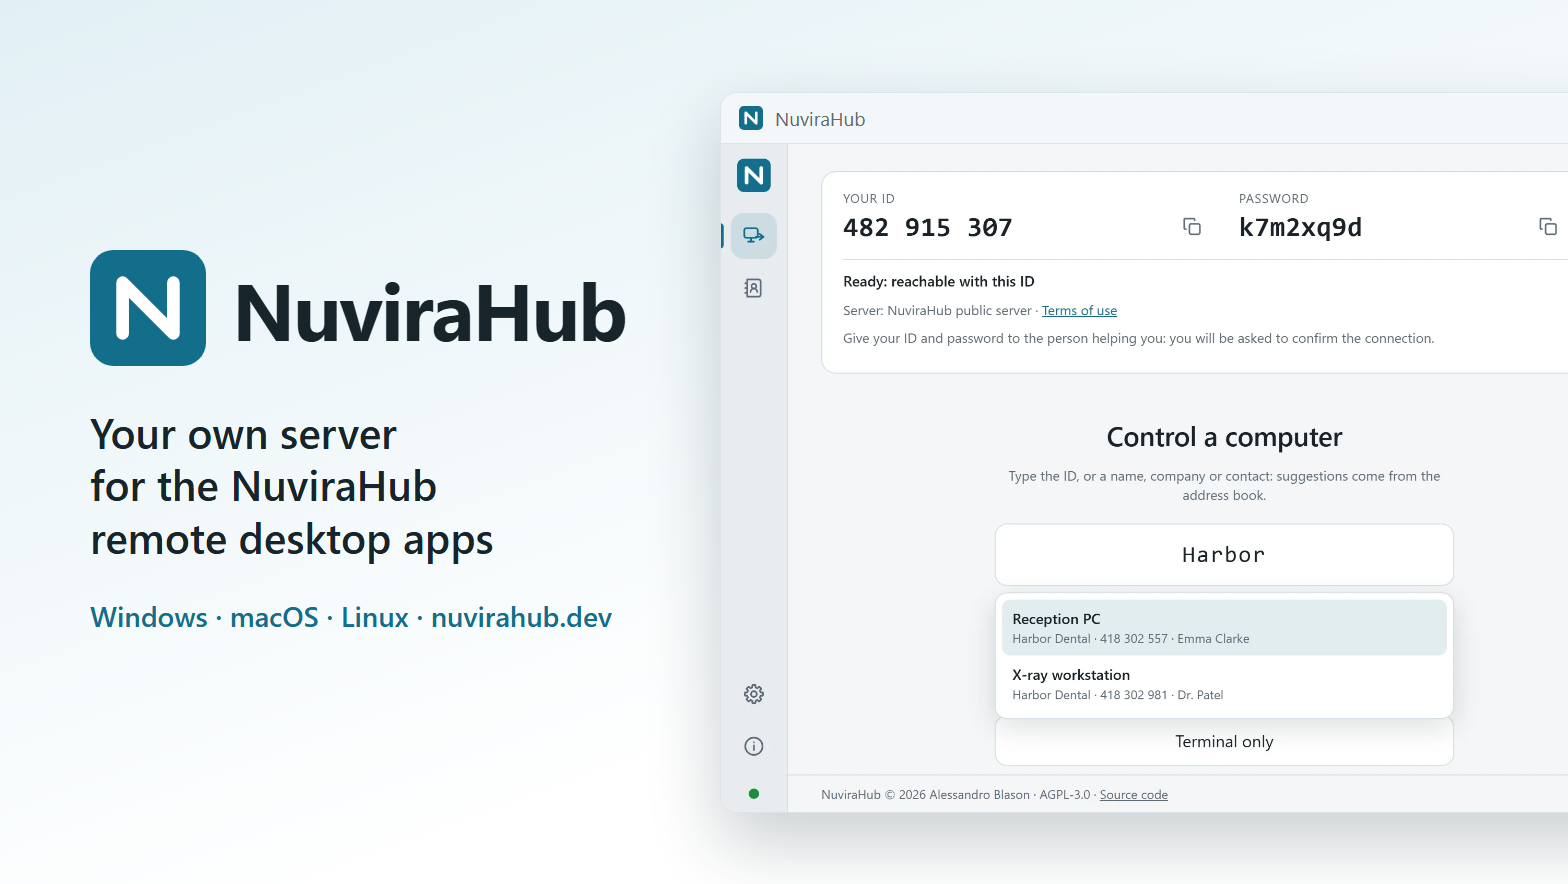 NuviraHub
Your own server
for the NuviraHub
remote desktop apps
Windows · macOS · Linux · nuvirahub.dev
NuviraHub
YOUR ID
482 915 307
PASSWORD
k7m2xq9d
Ready: reachable with this ID
Server: NuviraHub public server · Terms of use
Give your ID and password to the person helping you: you will be asked to confirm the connection.
Control a computer
Type the ID, or a name, company or contact: suggestions come from the
address book.
Harbor
Reception PC
Harbor Dental · 418 302 557 · Emma Clarke
X-ray workstation
Harbor Dental · 418 302 981 · Dr. Patel
Terminal only
NuviraHub © 2026 Alessandro Blason · AGPL-3.0 · Source code